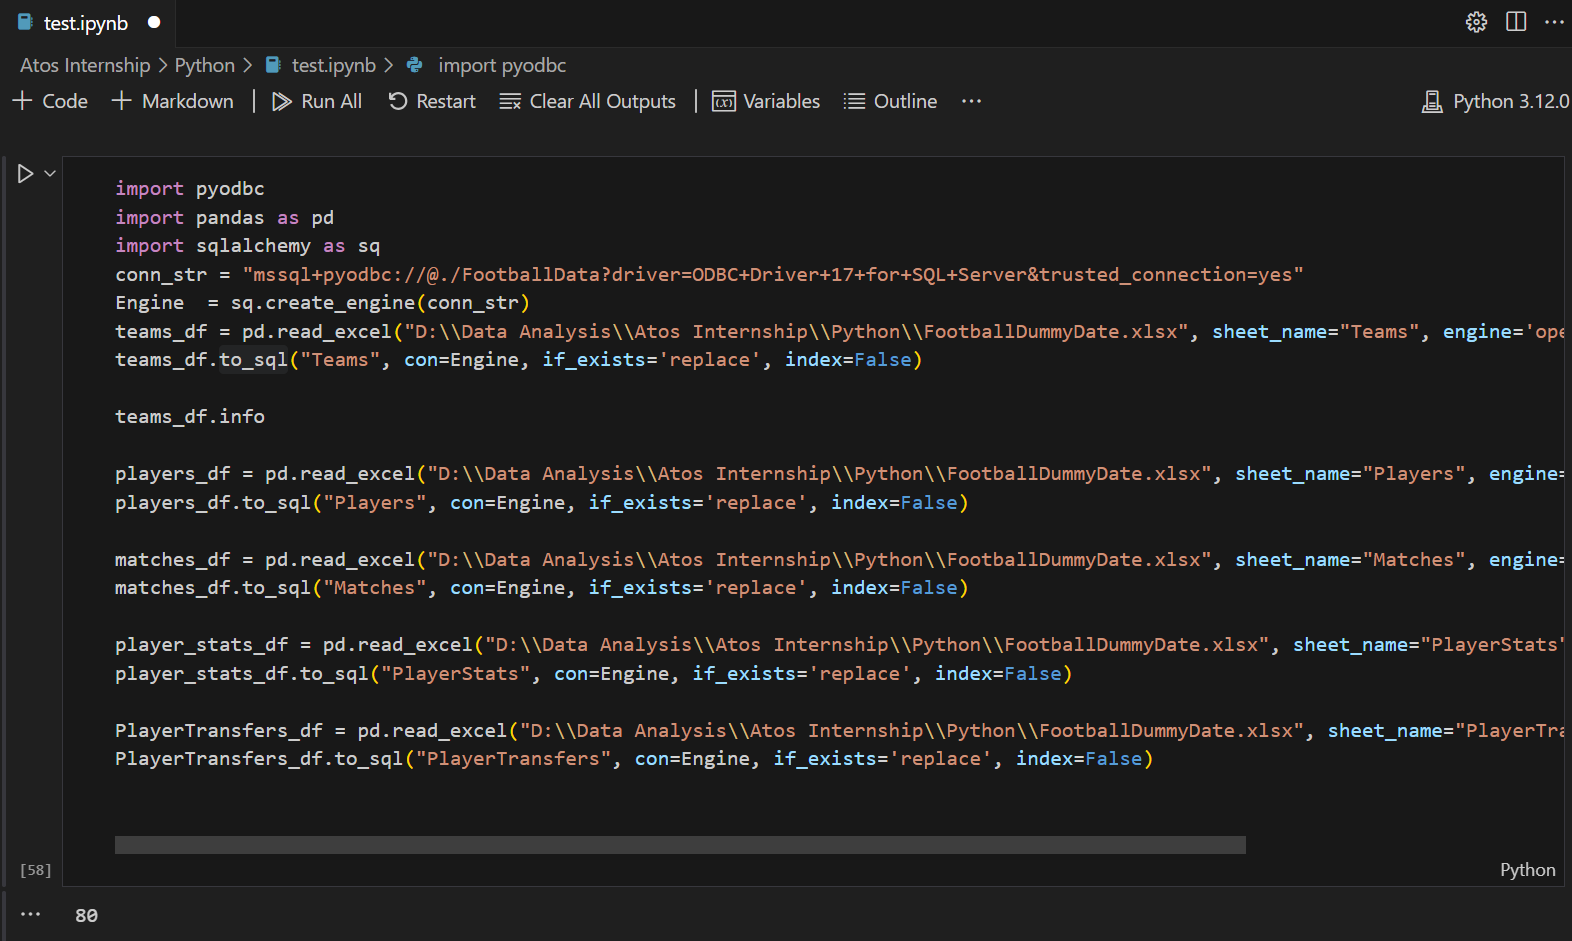 test.ipynb
Atos Internship > Python > test.ipynb > import pyodbc
+ Code + Markdown | Run All Restart Clear All Outputs | Variables Outline ... Python 3.12.0
import pyodbc
import pandas as pd
import sqlalchemy as sq
conn_str = "mssql+pyodbc://@./FootballData?driver=ODBC+Driver+17+for+SQL+Server&trusted_connection=yes"
Engine  = sq.create_engine(conn_str)
teams_df = pd.read_excel("D:\\Data Analysis\\Atos Internship\\Python\\FootballDummyDate.xlsx", sheet_name="Teams", engine='ope
teams_df.to_sql("Teams", con=Engine, if_exists='replace', index=False)
teams_df.info
players_df = pd.read_excel("D:\\Data Analysis\\Atos Internship\\Python\\FootballDummyDate.xlsx", sheet_name="Players", engine=
players_df.to_sql("Players", con=Engine, if_exists='replace', index=False)
matches_df = pd.read_excel("D:\\Data Analysis\\Atos Internship\\Python\\FootballDummyDate.xlsx", sheet_name="Matches", engine=
matches_df.to_sql("Matches", con=Engine, if_exists='replace', index=False)
player_stats_df = pd.read_excel("D:\\Data Analysis\\Atos Internship\\Python\\FootballDummyDate.xlsx", sheet_name="PlayerStats"
player_stats_df.to_sql("PlayerStats", con=Engine, if_exists='replace', index=False)
PlayerTransfers_df = pd.read_excel("D:\\Data Analysis\\Atos Internship\\Python\\FootballDummyDate.xlsx", sheet_name="PlayerTra
PlayerTransfers_df.to_sql("PlayerTransfers", con=Engine, if_exists='replace', index=False)
[58]
Python
... 80